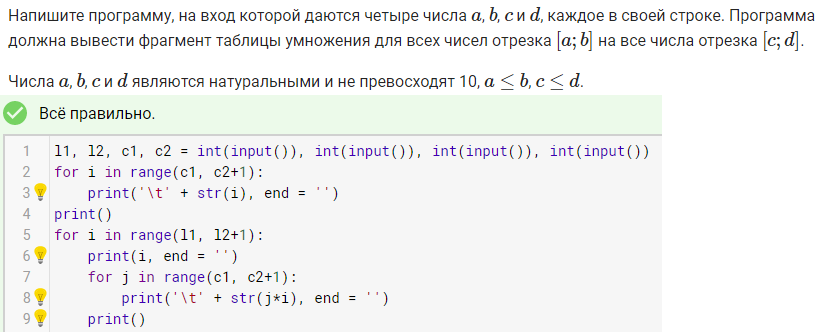 Напишите программу, на вход которой даются четыре числа a, b, c и d, каждое в своей строке. Программа
должна вывести фрагмент таблицы умножения для всех чисел отрезка [a; b] на все числа отрезка [c; d].
Числа a, b, c и d являются натуральными и не превосходят 10, a ≤ b, c ≤ d.
Всё правильно.
1 l1, l2, c1, c2 = int(input()), int(input()), int(input()), int(input())
2 for i in range(c1, c2+1):
3     print('\t' + str(i), end = '')
4 print()
5 for i in range(l1, l2+1):
6     print(i, end = '')
7     for j in range(c1, c2+1):
8         print('\t' + str(j*i), end = '')
9     print()